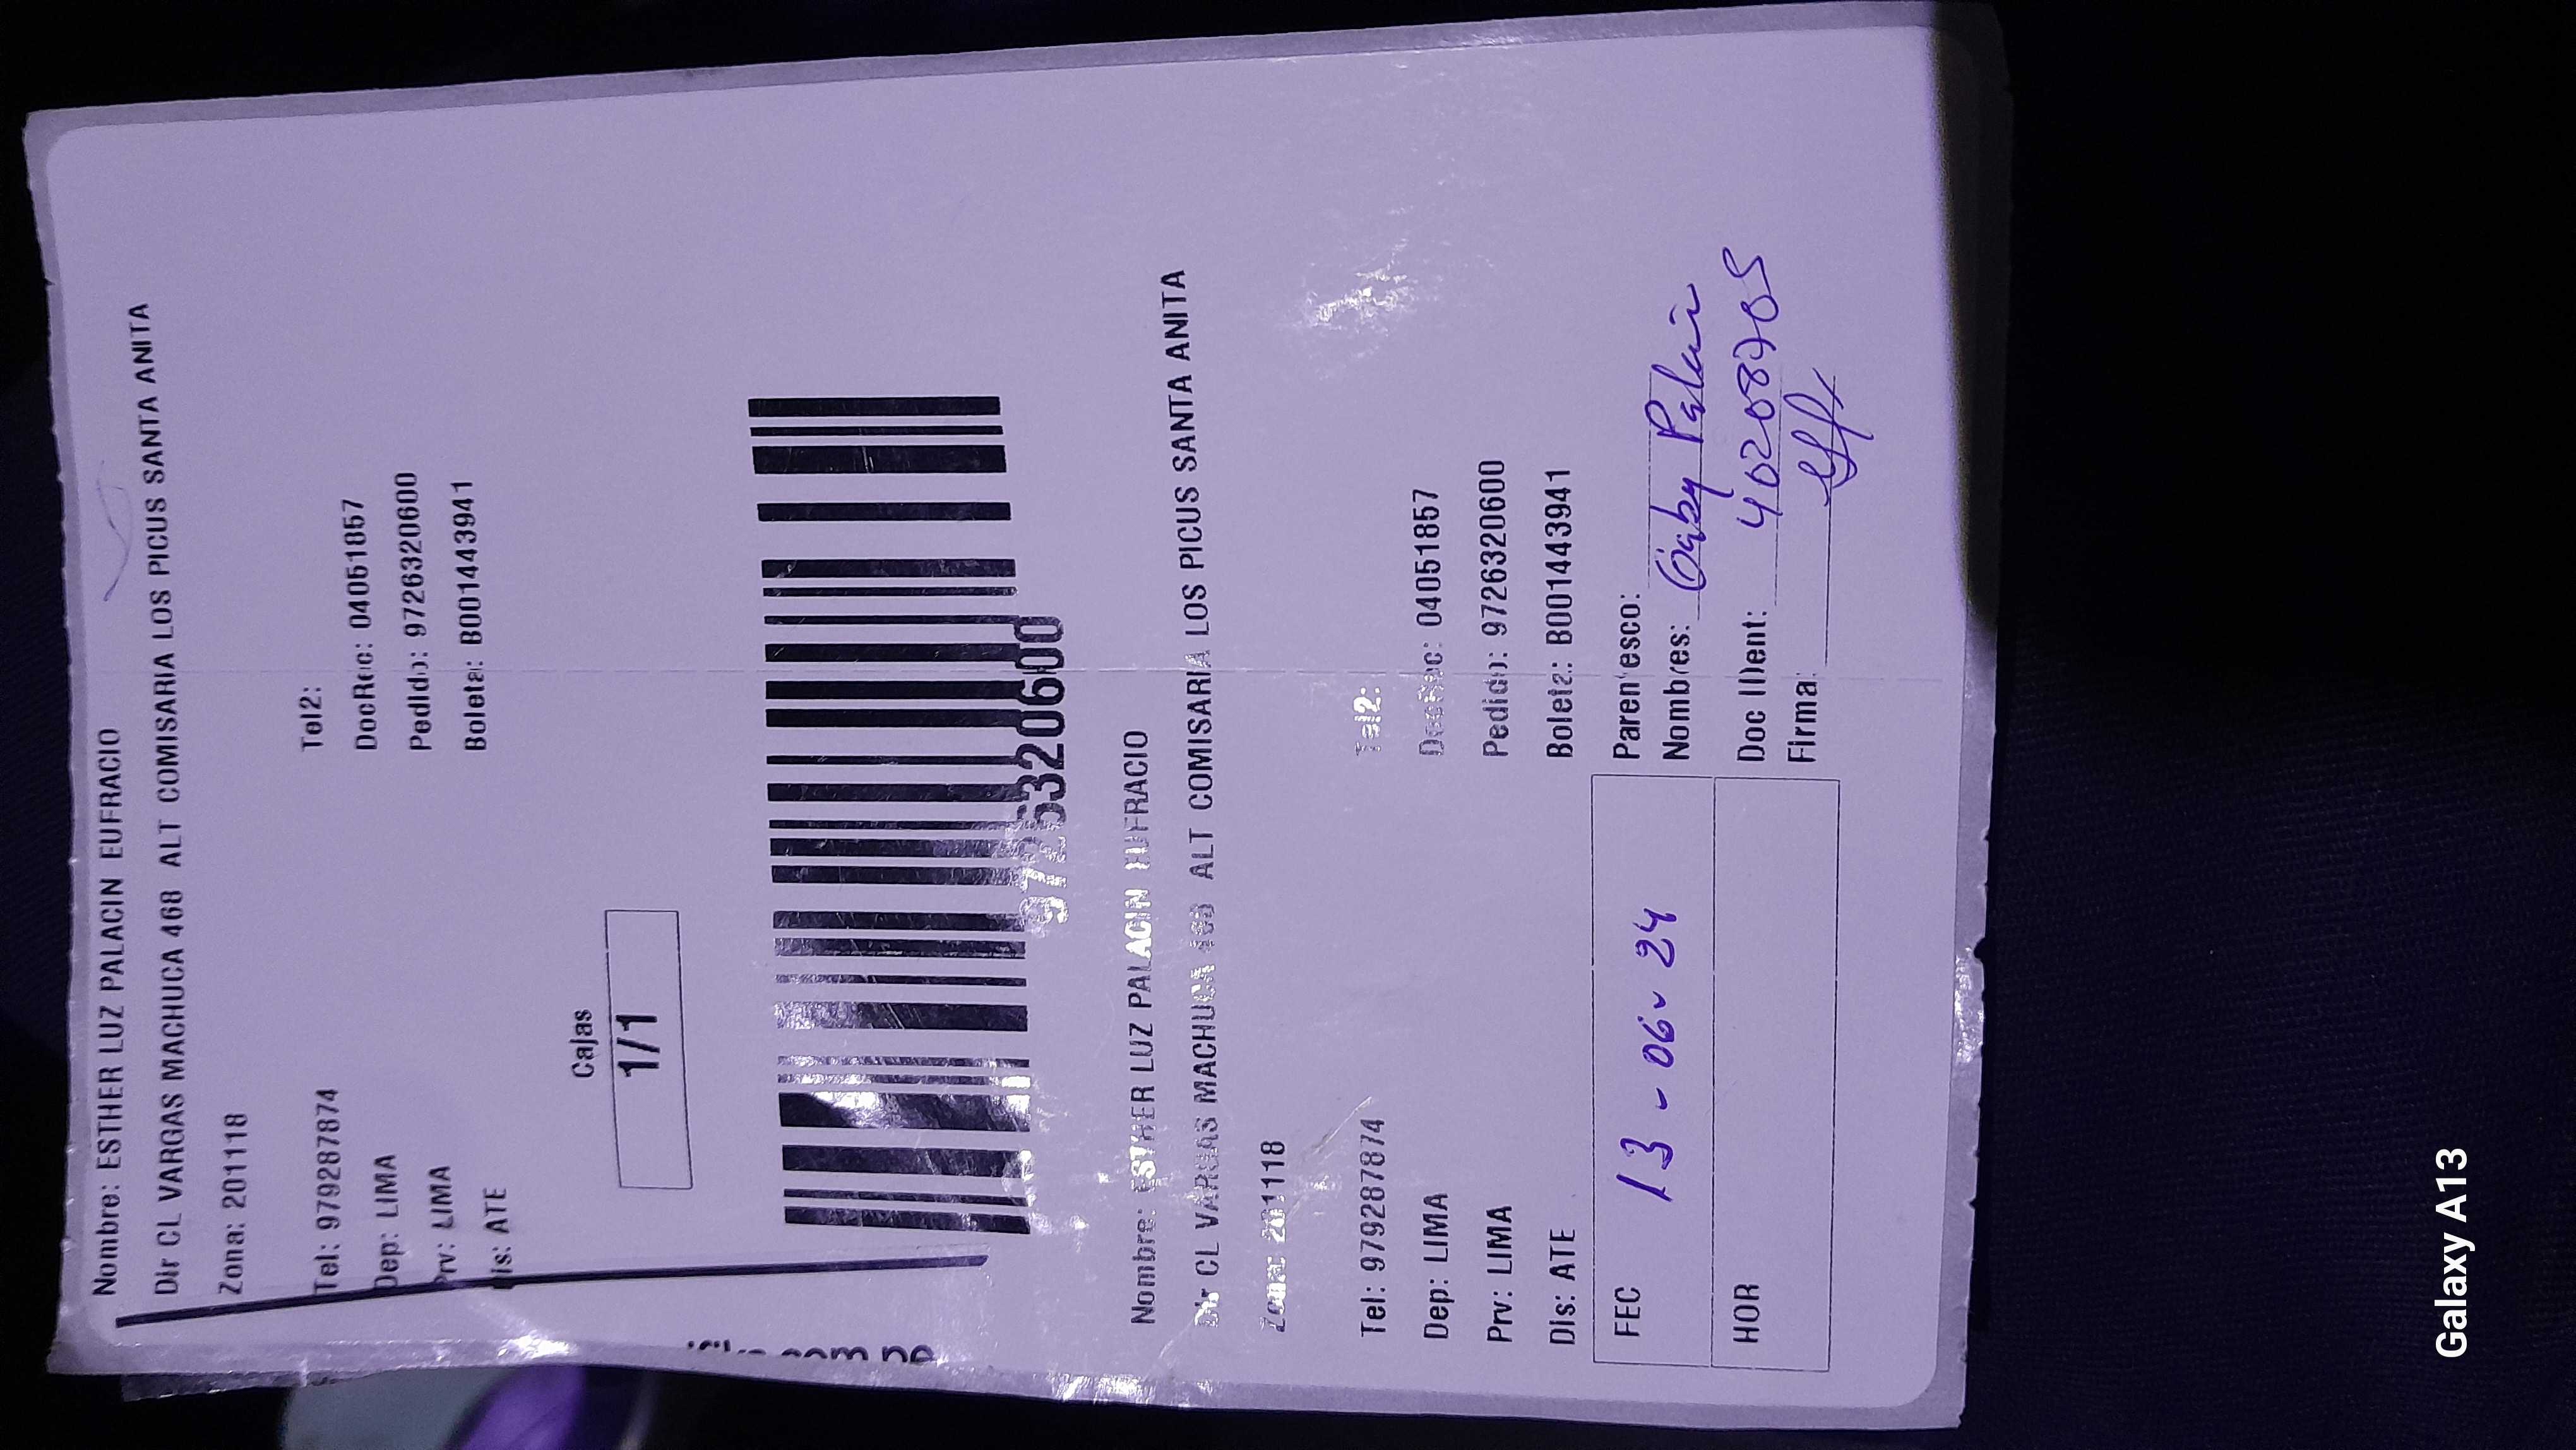 Nombre: ESTHER LUZ PALACIN EUFRACIO
Dir CL VARGAS MACHUCA 468 ALT COMISARIA LOS PICUS SANTA ANITA
Zona: 201118
Tel: 979287874 Tel2:
Dep: LIMA DocRec: 04051857
Prv: LIMA Pedido: 9726320600
Dis: ATE Boleta: B001443941
Cajas
1/1
9726320600
Nombre: ESTHER LUZ PALACIN EUFRACIO
Dir CL VARGAS MACHUCA 468 ALT COMISARIA LOS PICUS SANTA ANITA
Zona: 201118
Tel: 979287874 Tel2:
Dep: LIMA DocRec: 04051857
Prv: LIMA Pedido: 9726320600
Dis: ATE Boleta: B001443941
FEC 13-06-24 Parentesco:
Nombres: Gaby
HOR Doc Ident:
Firma:
Galaxy A13